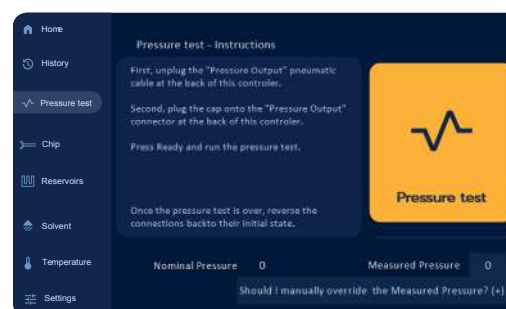 Home
History
Pressure test
Chip
Reservoirs
Solvent
Temperature
Settings
Pressure test – Instructions
First, unplug the "Pressure Output" pneumatic
cable at the back of this controler.
Second, plug the cap onto the "Pressure Output"
connector at the back of this controler.
Press Ready and run the pressure test.
Once the pressure test is over, reverse the
connections backto their initial state.
Pressure test
Nominal Pressure 0
Measured Pressure 0
Should I manually override the Measured Pressure? (+)